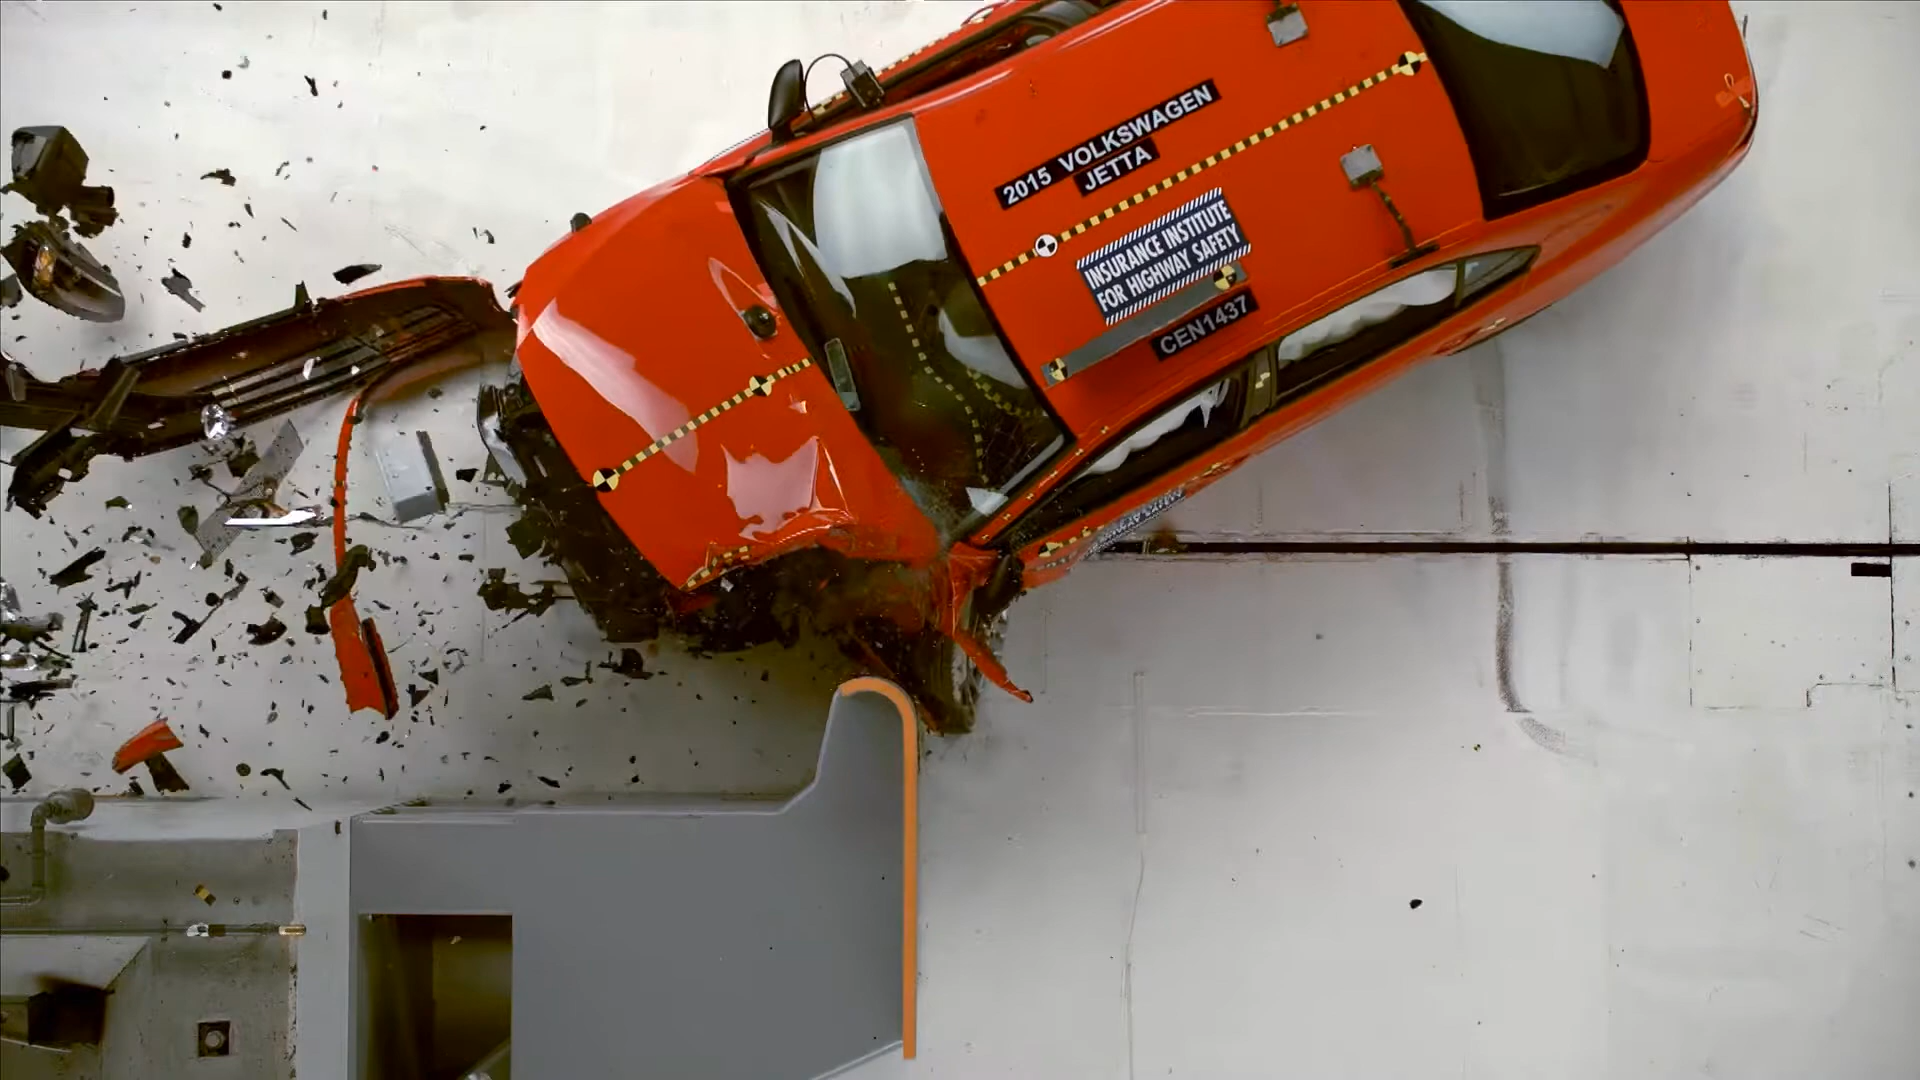 2015 VOLKSWAGEN
JETTA
INSURANCE INSTITUTE
FOR HIGHWAY SAFETY
CEN1437